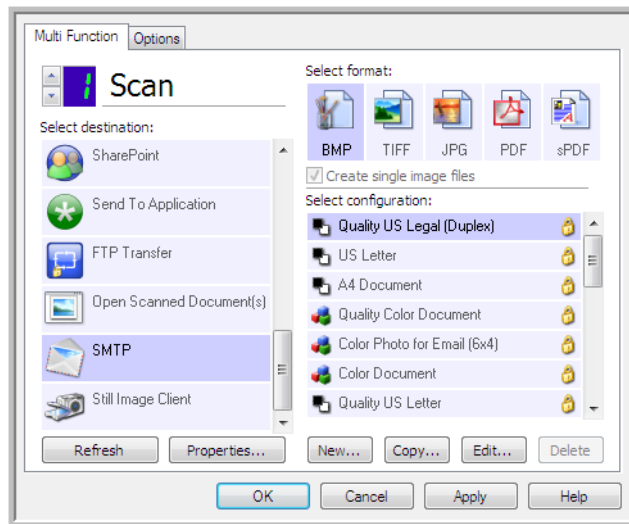 Multi Function
Options
1
Scan
Select destination:
SharePoint
Send To Application
FTP Transfer
Open Scanned Document(s)
SMTP
Still Image Client
Refresh
Properties...
Select format:
BMP
TIFF
JPG
PDF
sPDF
Create single image files
Select configuration:
Quality US Legal (Duplex)
US Letter
A4 Document
Quality Color Document
Color Photo for Email (6x4)
Color Document
Quality US Letter
New...
Copy...
Edit...
Delete
OK
Cancel
Apply
Help